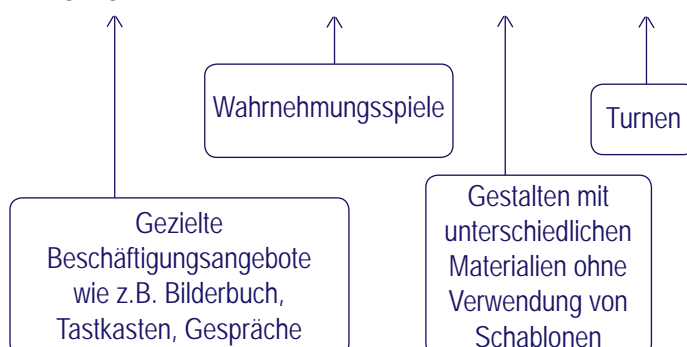 Wahrnehmungsspiele
Turnen
Gezielte
Beschäftigungsangebote
wie z.B. Bilderbuch,
Tastkasten, Gespräche
Gestalten mit
unterschiedlichen
Materialien ohne
Verwendung von
Schablonen